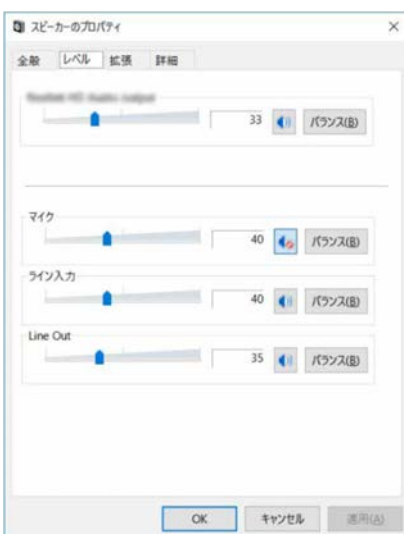 スピーカーのプロパティ
全般 レベル 拡張 詳細
33 バランス(B)
マイク
40 バランス(B)
ライン入力
40 バランス(B)
Line Out
35 バランス(B)
OK キャンセル 適用(A)